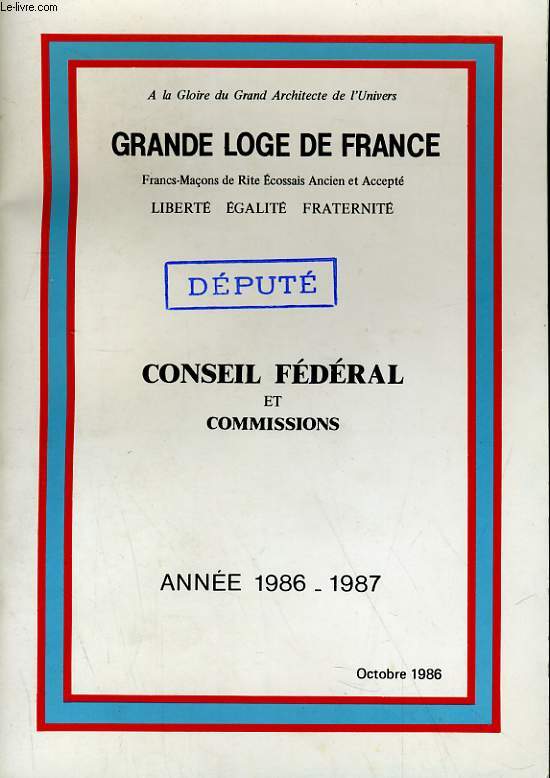 Le-livre.com
A la Gloire du Grand Architecte de l'Univers
GRANDE LOGE DE FRANCE
Francs-Maçons de Rite Écossais Ancien et Accepté
LIBERTÉ ÉGALITÉ FRATERNITÉ
DÉPUTÉ
CONSEIL FÉDÉRAL
ET
COMMISSIONS
ANNÉE 1986 - 1987
Octobre 1986